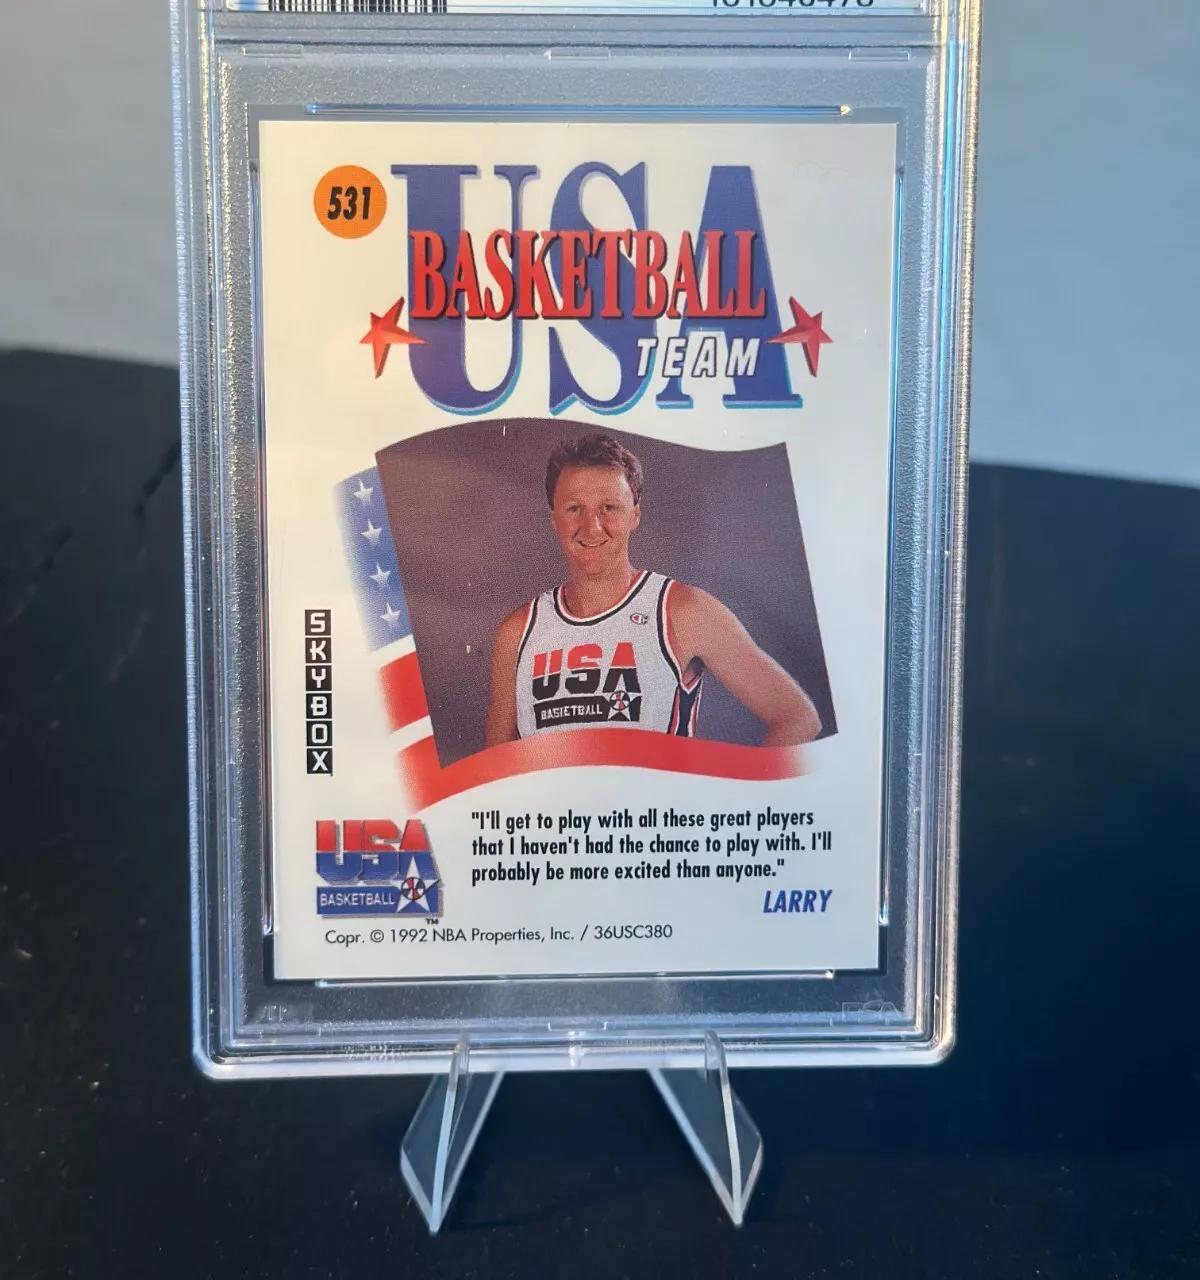 531
USA
BASKETBALL
TEAM
USA
BASKETBALL
SKYBOX
"I'll get to play with all these great players
that I haven't had the chance to play with. I'll
probably be more excited than anyone."
LARRY
USA
BASKETBALL
TM
Copr. © 1992 NBA Properties, Inc. / 36USC380
PSA